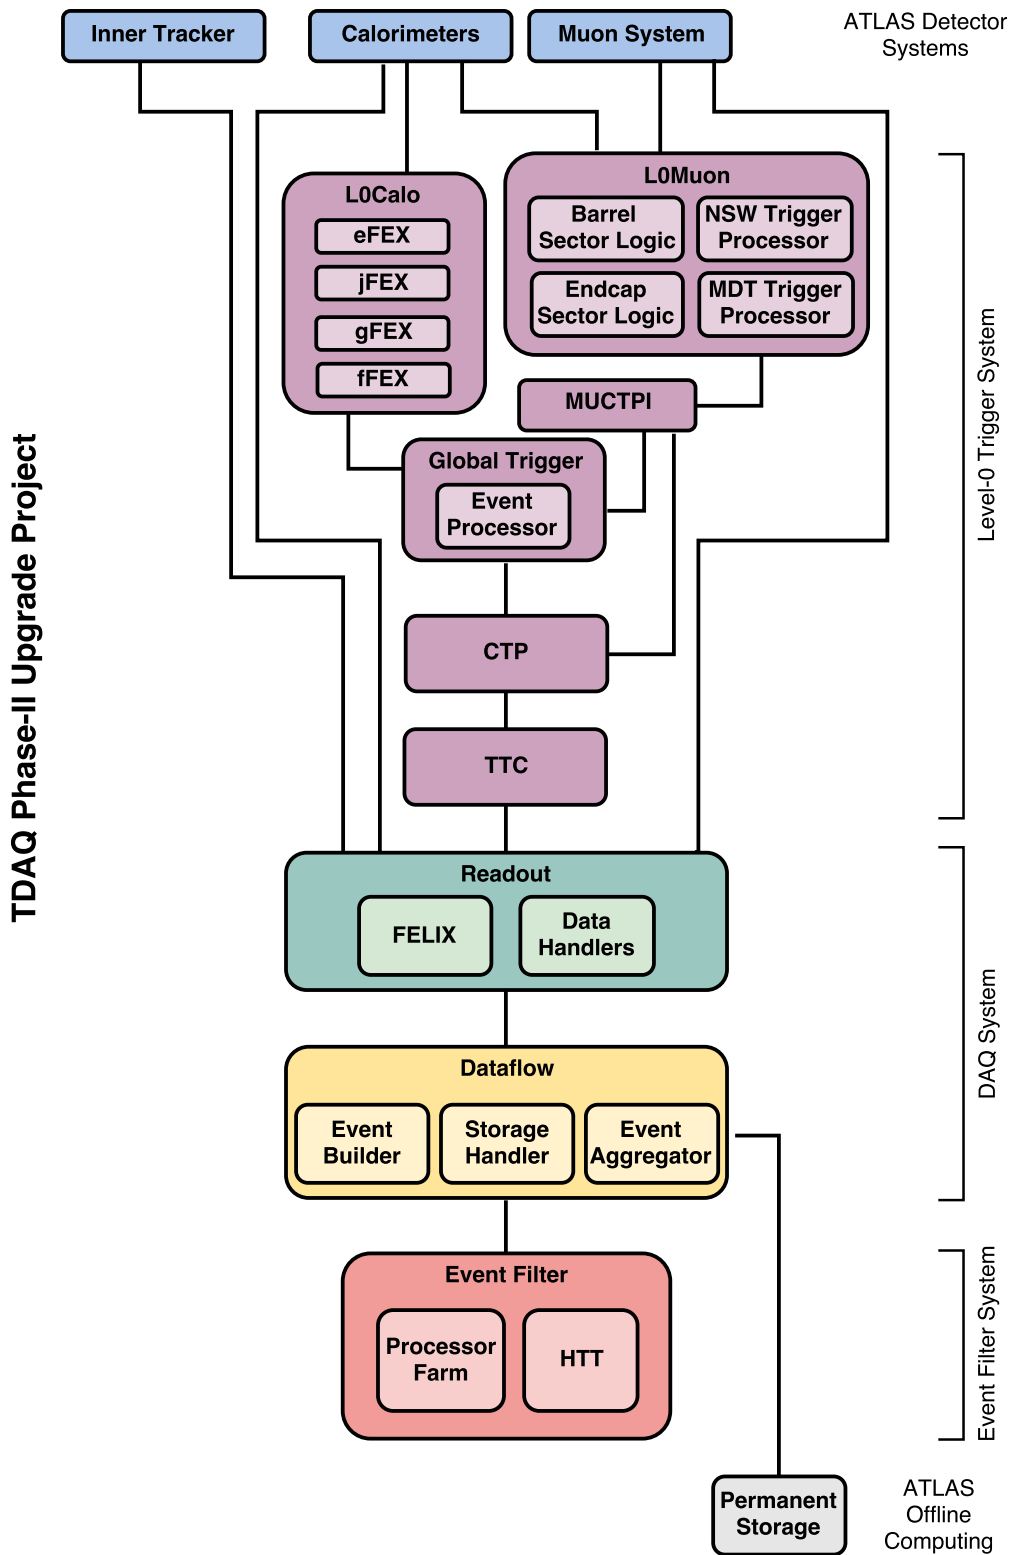 Inner Tracker
Calorimeters
Muon System
ATLAS Detector
Systems
L0Calo
eFEX
jFEX
gFEX
fFEX
L0Muon
Barrel
Sector Logic
NSW Trigger
Processor
Endcap
Sector Logic
MDT Trigger
Processor
MUCTPI
Global Trigger
Event
Processor
CTP
TTC
Level-0 Trigger System
TDAQ Phase-II Upgrade Project
Readout
FELIX
Data
Handlers
Dataflow
Event
Builder
Storage
Handler
Event
Aggregator
DAQ System
Event Filter
Processor
Farm
HTT
Event Filter System
Permanent
Storage
ATLAS
Offline
Computing